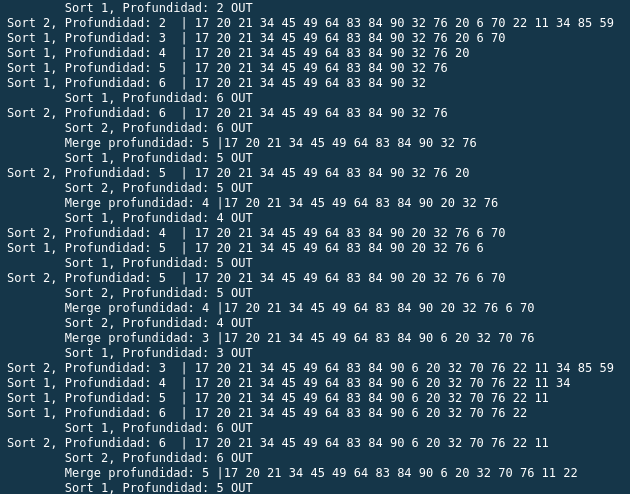 Sort 1, Profundidad: 2 OUT
Sort 2, Profundidad: 2 | 17 20 21 34 45 49 64 83 84 90 32 76 20 6 70 22 11 34 85 59
Sort 1, Profundidad: 3 | 17 20 21 34 45 49 64 83 84 90 32 76 20 6 70
Sort 1, Profundidad: 4 | 17 20 21 34 45 49 64 83 84 90 32 76 20
Sort 1, Profundidad: 5 | 17 20 21 34 45 49 64 83 84 90 32 76
Sort 1, Profundidad: 6 | 17 20 21 34 45 49 64 83 84 90 32
Sort 1, Profundidad: 6 OUT
Sort 2, Profundidad: 6 | 17 20 21 34 45 49 64 83 84 90 32 76
Sort 2, Profundidad: 6 OUT
Merge profundidad: 5 |17 20 21 34 45 49 64 83 84 90 32 76
Sort 1, Profundidad: 5 OUT
Sort 2, Profundidad: 5 | 17 20 21 34 45 49 64 83 84 90 32 76 20
Sort 2, Profundidad: 5 OUT
Merge profundidad: 4 |17 20 21 34 45 49 64 83 84 90 20 32 76
Sort 1, Profundidad: 4 OUT
Sort 2, Profundidad: 4 | 17 20 21 34 45 49 64 83 84 90 20 32 76 6 70
Sort 1, Profundidad: 5 | 17 20 21 34 45 49 64 83 84 90 20 32 76 6
Sort 1, Profundidad: 5 OUT
Sort 2, Profundidad: 5 | 17 20 21 34 45 49 64 83 84 90 20 32 76 6 70
Sort 2, Profundidad: 5 OUT
Merge profundidad: 4 |17 20 21 34 45 49 64 83 84 90 20 32 76 6 70
Sort 2, Profundidad: 4 OUT
Merge profundidad: 3 |17 20 21 34 45 49 64 83 84 90 6 20 32 70 76
Sort 1, Profundidad: 3 OUT
Sort 2, Profundidad: 3 | 17 20 21 34 45 49 64 83 84 90 6 20 32 70 76 22 11 34 85 59
Sort 1, Profundidad: 4 | 17 20 21 34 45 49 64 83 84 90 6 20 32 70 76 22 11 34
Sort 1, Profundidad: 5 | 17 20 21 34 45 49 64 83 84 90 6 20 32 70 76 22 11
Sort 1, Profundidad: 6 | 17 20 21 34 45 49 64 83 84 90 6 20 32 70 76 22
Sort 1, Profundidad: 6 OUT
Sort 2, Profundidad: 6 | 17 20 21 34 45 49 64 83 84 90 6 20 32 70 76 22 11
Sort 2, Profundidad: 6 OUT
Merge profundidad: 5 |17 20 21 34 45 49 64 83 84 90 6 20 32 70 76 11 22
Sort 1, Profundidad: 5 OUT